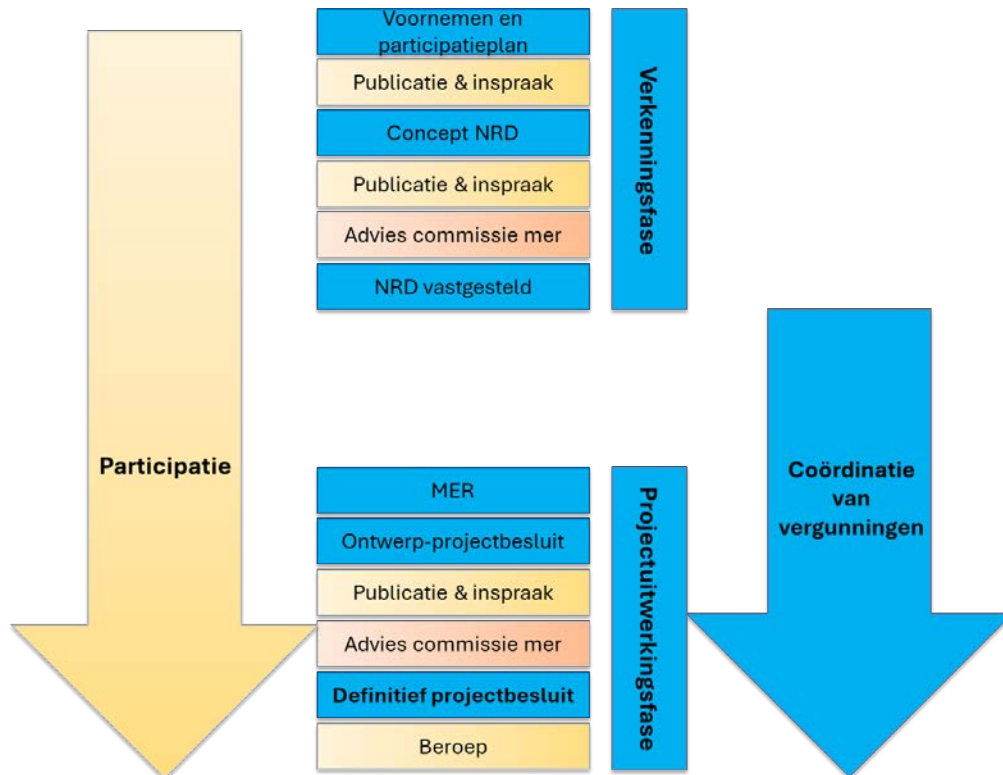 Voornemen en
participatieplan
Publicatie & inspraak
Concept NRD
Publicatie & inspraak
Advies commissie mer
NRD vastgesteld
Verkenningsfase
Participatie
MER
Ontwerp-projectbesluit
Publicatie & inspraak
Advies commissie mer
Definitief projectbesluit
Beroep
Projectuitwerkingsfase
Coördinatie
van
vergunningen